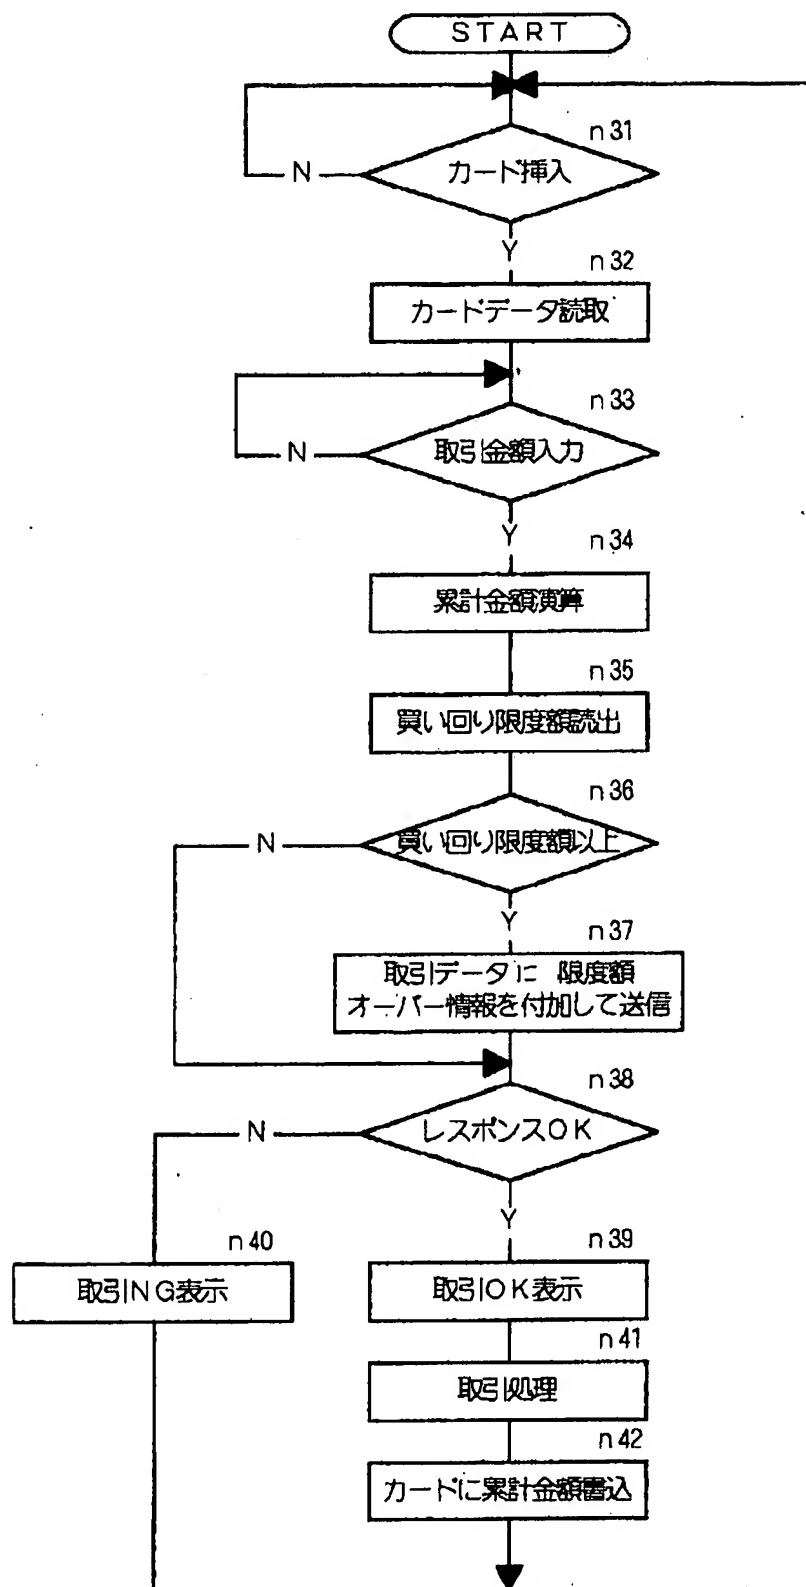 START
n31
カード挿入
N
Y
n32
カードデータ読取
n33
取引金額入力
N
Y
n34
累計金額演算
n35
買い回り限度額読出
n36
買い回り限度額以上
N
Y
n37
取引データに 限度額
オーバー情報を付加して送信
n38
レスポンスOK
N
Y
n40
取引NG表示
n39
取引OK表示
n41
取引処理
n42
カードに累計金額書込